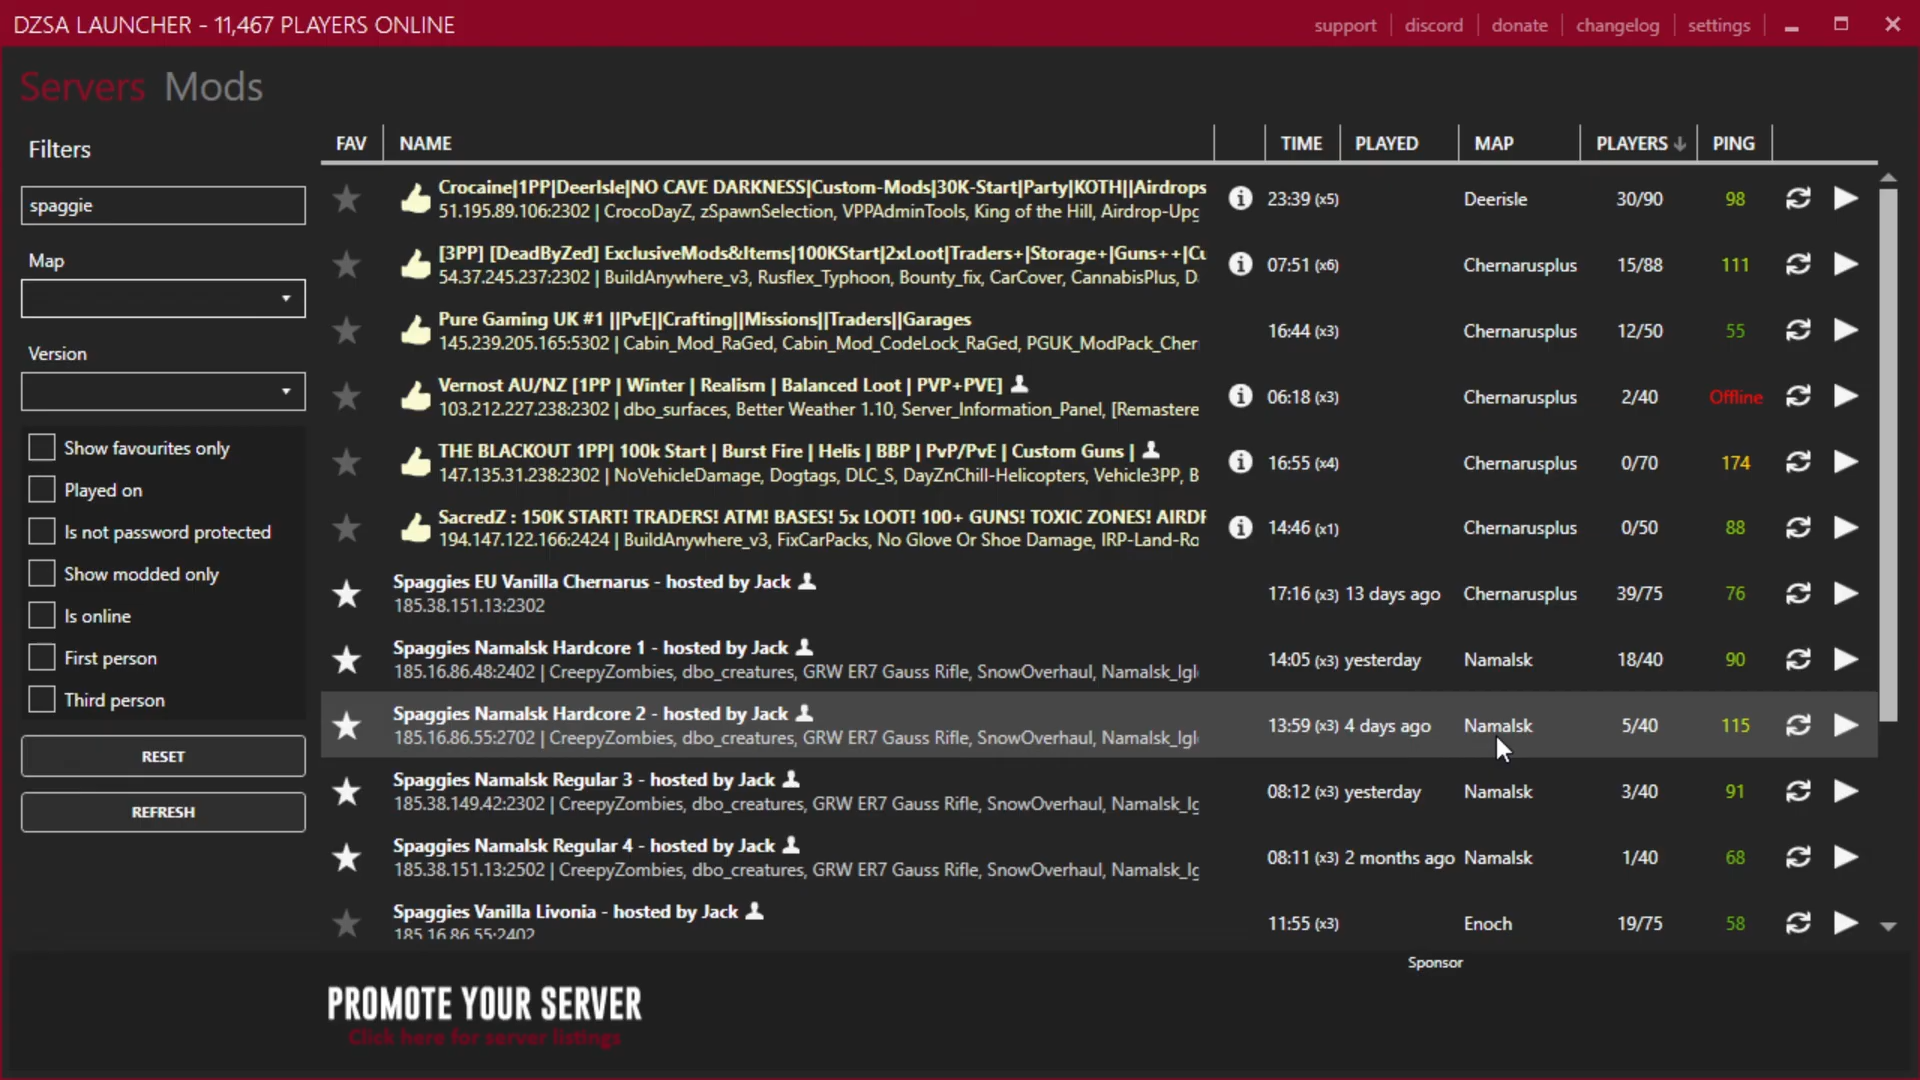 DZSA LAUNCHER - 11,467 PLAYERS ONLINE
support discord donate changelog settings
Servers Mods
Filters
spaggie
Map
Version
Show favourites only
Played on
Is not password protected
Show modded only
Is online
First person
Third person
RESET
REFRESH
FAV NAME TIME PLAYED MAP PLAYERS PING
Crocaine|1PP|DeerIsle|NO CAVE DARKNESS|Custom-Mods|30K-Start|Party|KOTH||Airdrops
51.195.89.106:2302 | CrocoDayZ, zSpawnSelection, VPPAdminTools, King of the Hill, Airdrop-Upg
23:39 (x5) Deerisle 30/90 98
[3PP] [DeadByZed] ExclusiveMods&Items|100KStart|2xLoot|Traders+|Storage+|Guns++|Cu
54.37.245.237:2302 | BuildAnywhere_v3, Rusflex_Typhoon, Bounty_fix, CarCover, CannabisPlus, D
07:51 (x6) Chernarusplus 15/88 111
Pure Gaming UK #1 ||PvE||Crafting||Missions||Traders||Garages
145.239.205.165:5302 | Cabin_Mod_RaGed, Cabin_Mod_CodeLock_RaGed, PGUK_ModPack_Cher
16:44 (x3) Chernarusplus 12/50 55
Vernost AU/NZ [1PP | Winter | Realism | Balanced Loot | PVP+PVE]
103.212.227.238:2302 | dbo_surfaces, Better Weather 1.10, Server_Information_Panel, [Remastere
06:18 (x3) Chernarusplus 2/40 Offline
THE BLACKOUT 1PP| 100k Start | Burst Fire | Helis | BBP | PvP/PvE | Custom Guns |
147.135.31.238:2302 | NoVehicleDamage, Dogtags, DLC_S, DayZnChill-Helicopters, Vehicle3PP, B
16:55 (x4) Chernarusplus 0/70 174
SacredZ : 150K START! TRADERS! ATM! BASES! 5x LOOT! 100+ GUNS! TOXIC ZONES! AIRDR
194.147.122.166:2424 | BuildAnywhere_v3, FixCarPacks, No Glove Or Shoe Damage, IRP-Land-Ro
14:46 (x1) Chernarusplus 0/50 88
Spaggies EU Vanilla Chernarus - hosted by Jack
185.38.151.13:2302
17:16 (x3) 13 days ago Chernarusplus 39/75 76
Spaggies Namalsk Hardcore 1 - hosted by Jack
185.16.86.48:2402 | CreepyZombies, dbo_creatures, GRW ER7 Gauss Rifle, SnowOverhaul, Namalsk_Igl
14:05 (x3) yesterday Namalsk 18/40 90
Spaggies Namalsk Hardcore 2 - hosted by Jack
185.16.86.55:2702 | CreepyZombies, dbo_creatures, GRW ER7 Gauss Rifle, SnowOverhaul, Namalsk_Igl
13:59 (x3) 4 days ago Namalsk 5/40 115
Spaggies Namalsk Regular 3 - hosted by Jack
185.38.149.42:2302 | CreepyZombies, dbo_creatures, GRW ER7 Gauss Rifle, SnowOverhaul, Namalsk_Ig
08:12 (x3) yesterday Namalsk 3/40 91
Spaggies Namalsk Regular 4 - hosted by Jack
185.38.151.13:2502 | CreepyZombies, dbo_creatures, GRW ER7 Gauss Rifle, SnowOverhaul, Namalsk_Ig
08:11 (x3) 2 months ago Namalsk 1/40 68
Spaggies Vanilla Livonia - hosted by Jack
185.16.86.55:2402
11:55 (x3) Enoch 19/75 58
Sponsor
PROMOTE YOUR SERVER
Click here for server listings